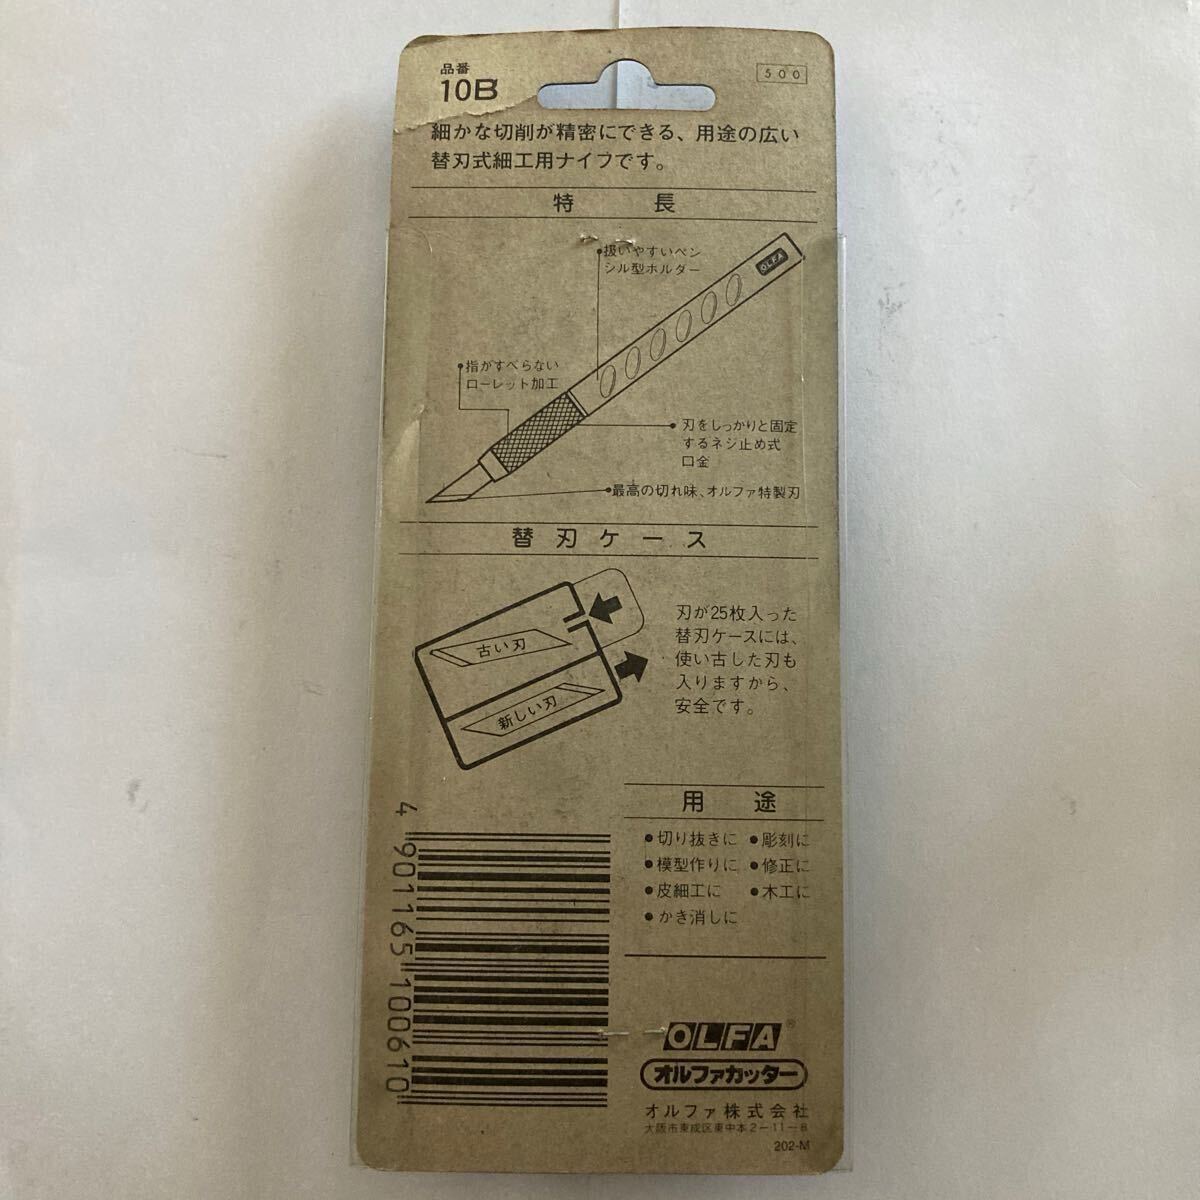 品番
10B
500
細かな切削が精密にできる、用途の広い
替刃式細工用ナイフです。
特長
扱いやすいペン
シル型ホルダー
OLFA
指がすべらない
ローレット加工
刃をしっかりと固定
するネジ止め式
口金
最高の切れ味、オルファ特製刃
替刃ケース
古い刃
新しい刃
刃が25枚入った
替刃ケースには、
使い古した刃も
入りますから、
安全です。
用途
●切り抜きに ●彫刻に
●模型作りに ●修正に
●皮細工に ●木工に
●かき消しに
4 901165 100610
OLFA®
オルファカッター
オルファ株式会社
大阪市東成区東中本2-11-8
202-M